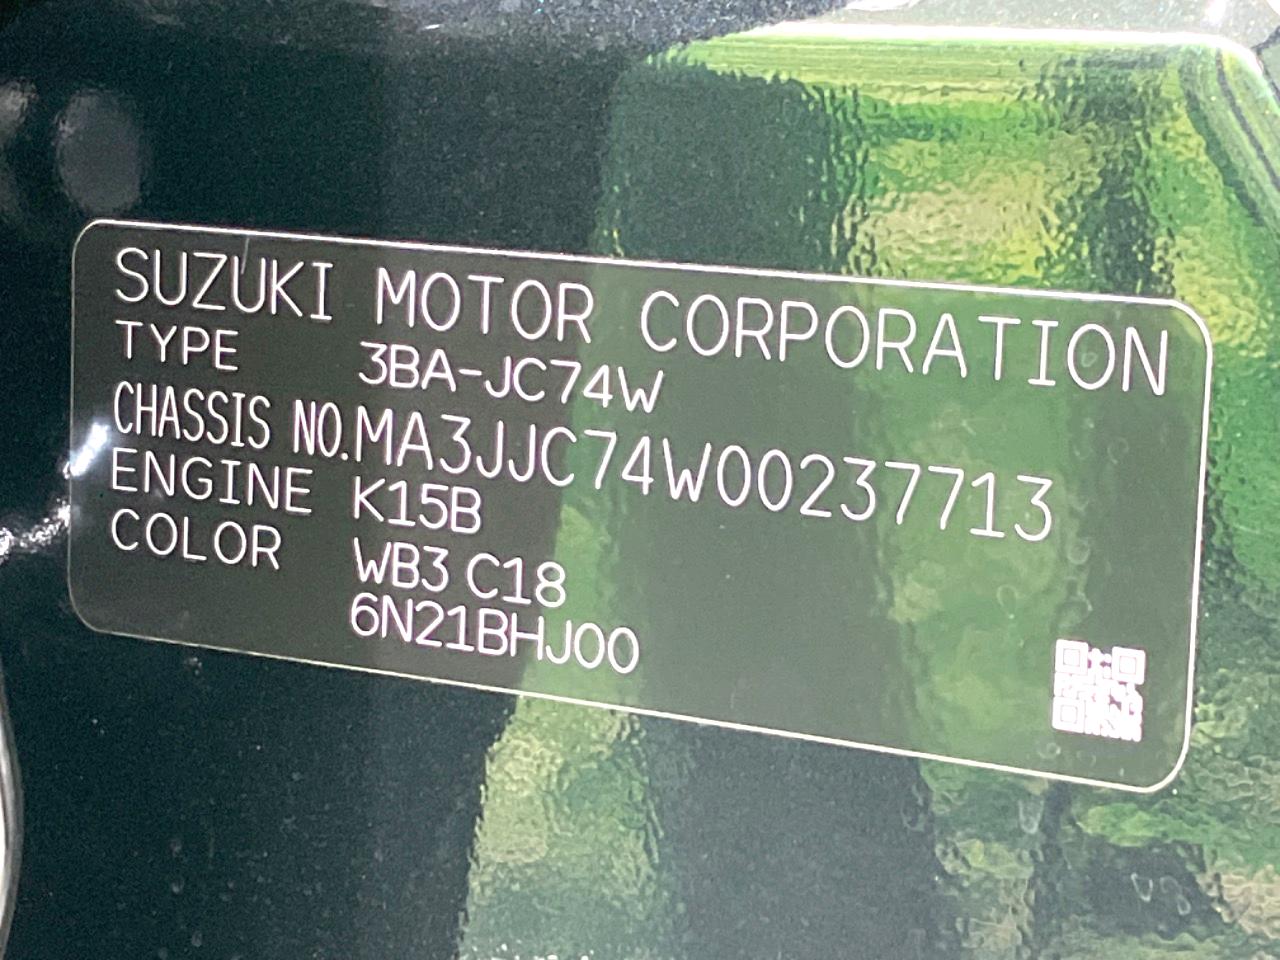 SUZUKI MOTOR CORPORATION
TYPE 3BA-JC74W
CHASSIS NO. MA3JJC74W00237713
ENGINE K15B
COLOR WB3 C18
6N21BHJ00